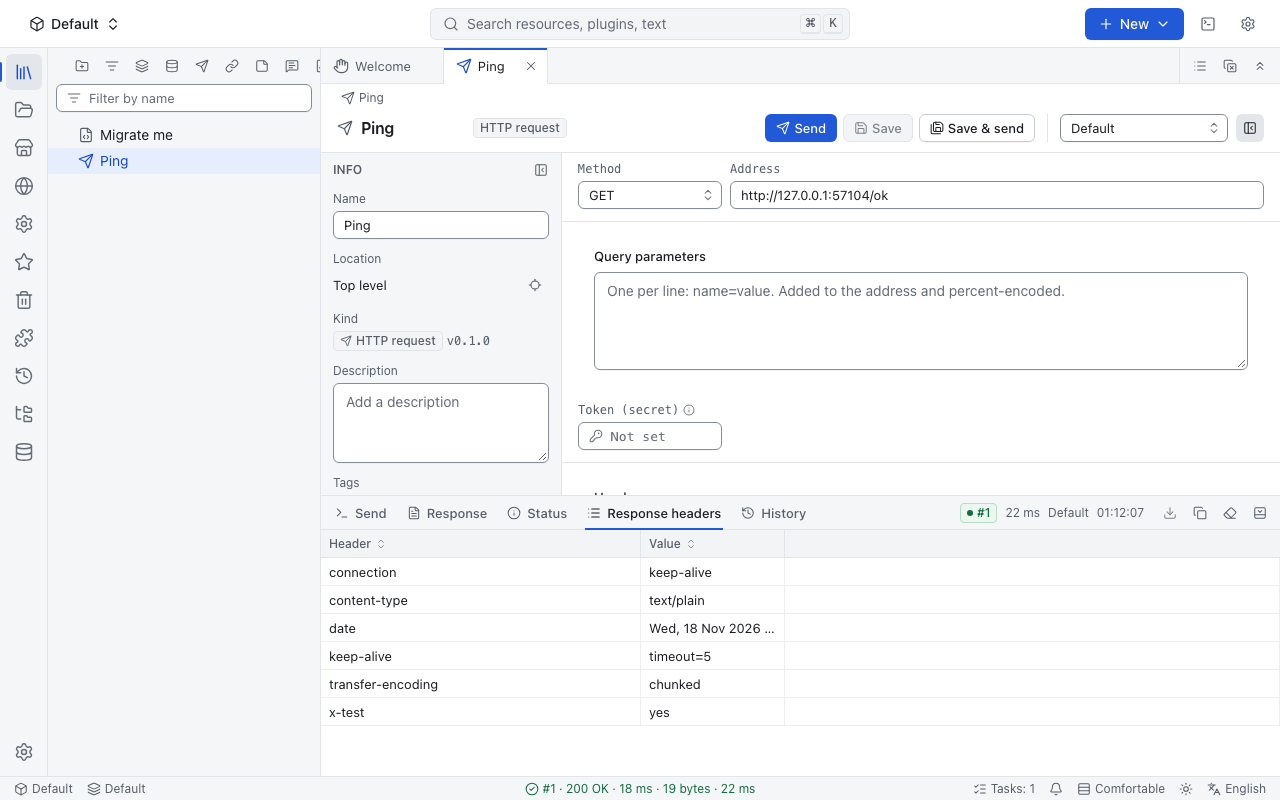 Default
Search resources, plugins, text
⌘ K
New
Filter by name
Migrate me
Ping
Welcome
Ping
Ping
Ping
HTTP request
Send
Save
Save & send
Default
INFO
Name
Ping
Location
Top level
Kind
HTTP request v0.1.0
Description
Add a description
Tags
Method
GET
Address
http://127.0.0.1:57104/ok
Query parameters
One per line: name=value. Added to the address and percent-encoded.
Token (secret)
Not set
Send
Response
Status
Response headers
History
#1 22 ms Default 01:12:07
Header Value
connection keep-alive
content-type text/plain
date Wed, 18 Nov 2026 ...
keep-alive timeout=5
transfer-encoding chunked
x-test yes
Default
Default
#1 · 200 OK · 18 ms · 19 bytes · 22 ms
Tasks: 1
Comfortable
English